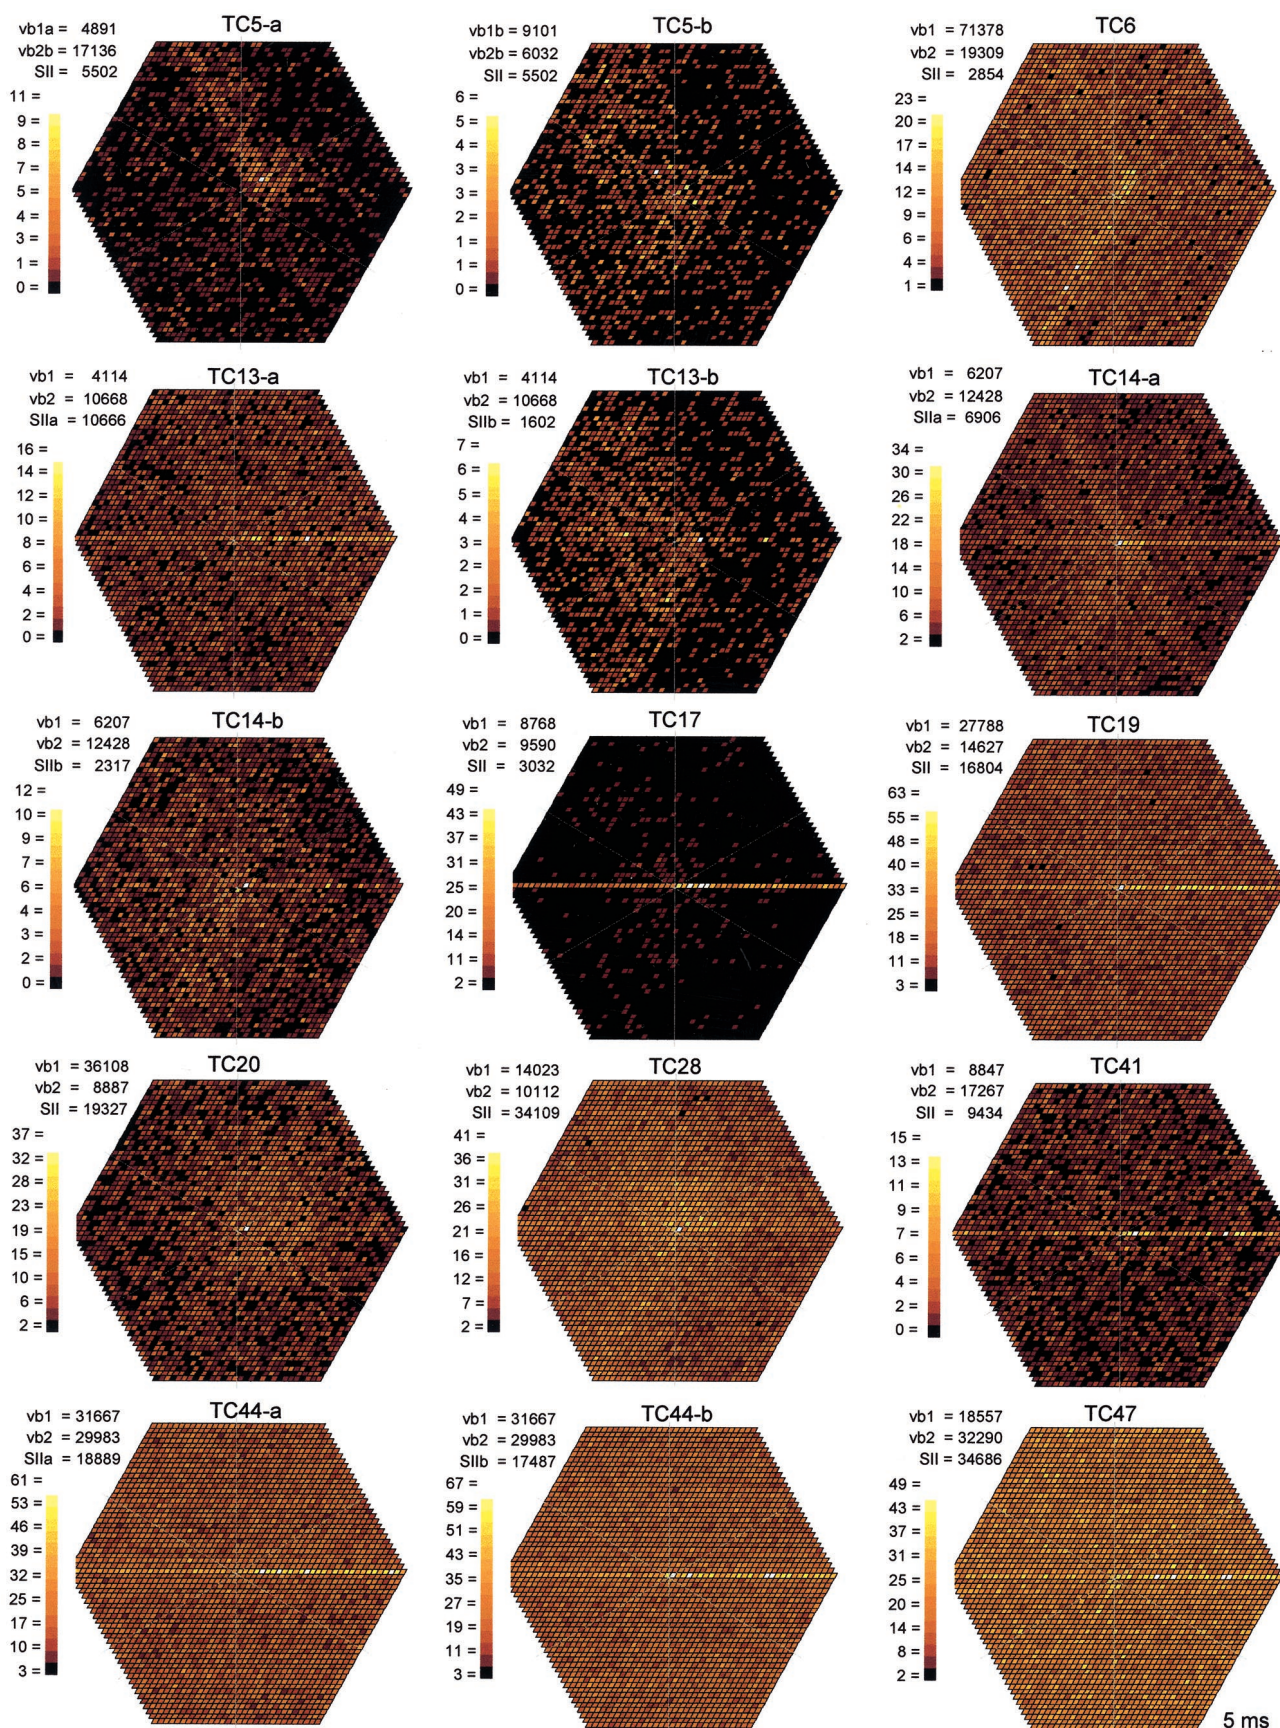 TC5-a
vb1a = 4891
vb2b = 17136
SII = 5502
11 =
9 =
8 =
7 =
5 =
3 =
1 =
0 =
TC5-b
vb1b = 9101
vb2b = 6032
SII = 5502
6 =
5 =
4 =
3 =
3 =
2 =
1 =
1 =
0 =
TC6
vb1 = 71378
vb2 = 19309
SII = 2854
23 =
20 =
17 =
14 =
12 =
9 =
6 =
4 =
1 =
TC13-a
vb1 = 4114
vb2 = 10668
SIIa = 10666
16 =
14 =
12 =
10 =
8 =
6 =
4 =
2 =
0 =
TC13-b
vb1 = 4114
vb2 = 10668
SIIb = 1602
7 =
6 =
5 =
4 =
3 =
2 =
2 =
1 =
0 =
TC14-a
vb1 = 6207
vb2 = 12428
SIIa = 6906
34 =
30 =
26 =
22 =
18 =
14 =
10 =
6 =
2 =
TC14-b
vb1 = 6207
vb2 = 12428
SIIb = 2317
12 =
10 =
9 =
7 =
6 =
4 =
3 =
2 =
0 =
TC17
vb1 = 8768
vb2 = 9590
SII = 3032
49 =
43 =
37 =
31 =
25 =
20 =
14 =
11 =
2 =
TC19
vb1 = 27788
vb2 = 14627
SII = 16804
63 =
55 =
48 =
40 =
33 =
25 =
18 =
11 =
3 =
TC20
vb1 = 36108
vb2 = 8887
SII = 19327
37 =
32 =
28 =
23 =
19 =
15 =
10 =
6 =
2 =
TC28
vb1 = 14023
vb2 = 10112
SII = 34109
41 =
36 =
31 =
26 =
21 =
16 =
12 =
7 =
2 =
TC41
vb1 = 8847
vb2 = 17267
SII = 9434
15 =
13 =
11 =
9 =
7 =
6 =
4 =
2 =
0 =
TC44-a
vb1 = 31667
vb2 = 29983
SIIa = 18889
61 =
53 =
46 =
39 =
32 =
25 =
17 =
10 =
3 =
TC44-b
vb1 = 31667
vb2 = 29983
SIIb = 17487
67 =
59 =
51 =
43 =
35 =
27 =
19 =
11 =
3 =
TC47
vb1 = 18557
vb2 = 32290
SII = 34686
49 =
43 =
37 =
31 =
25 =
20 =
14 =
8 =
2 =
5 ms